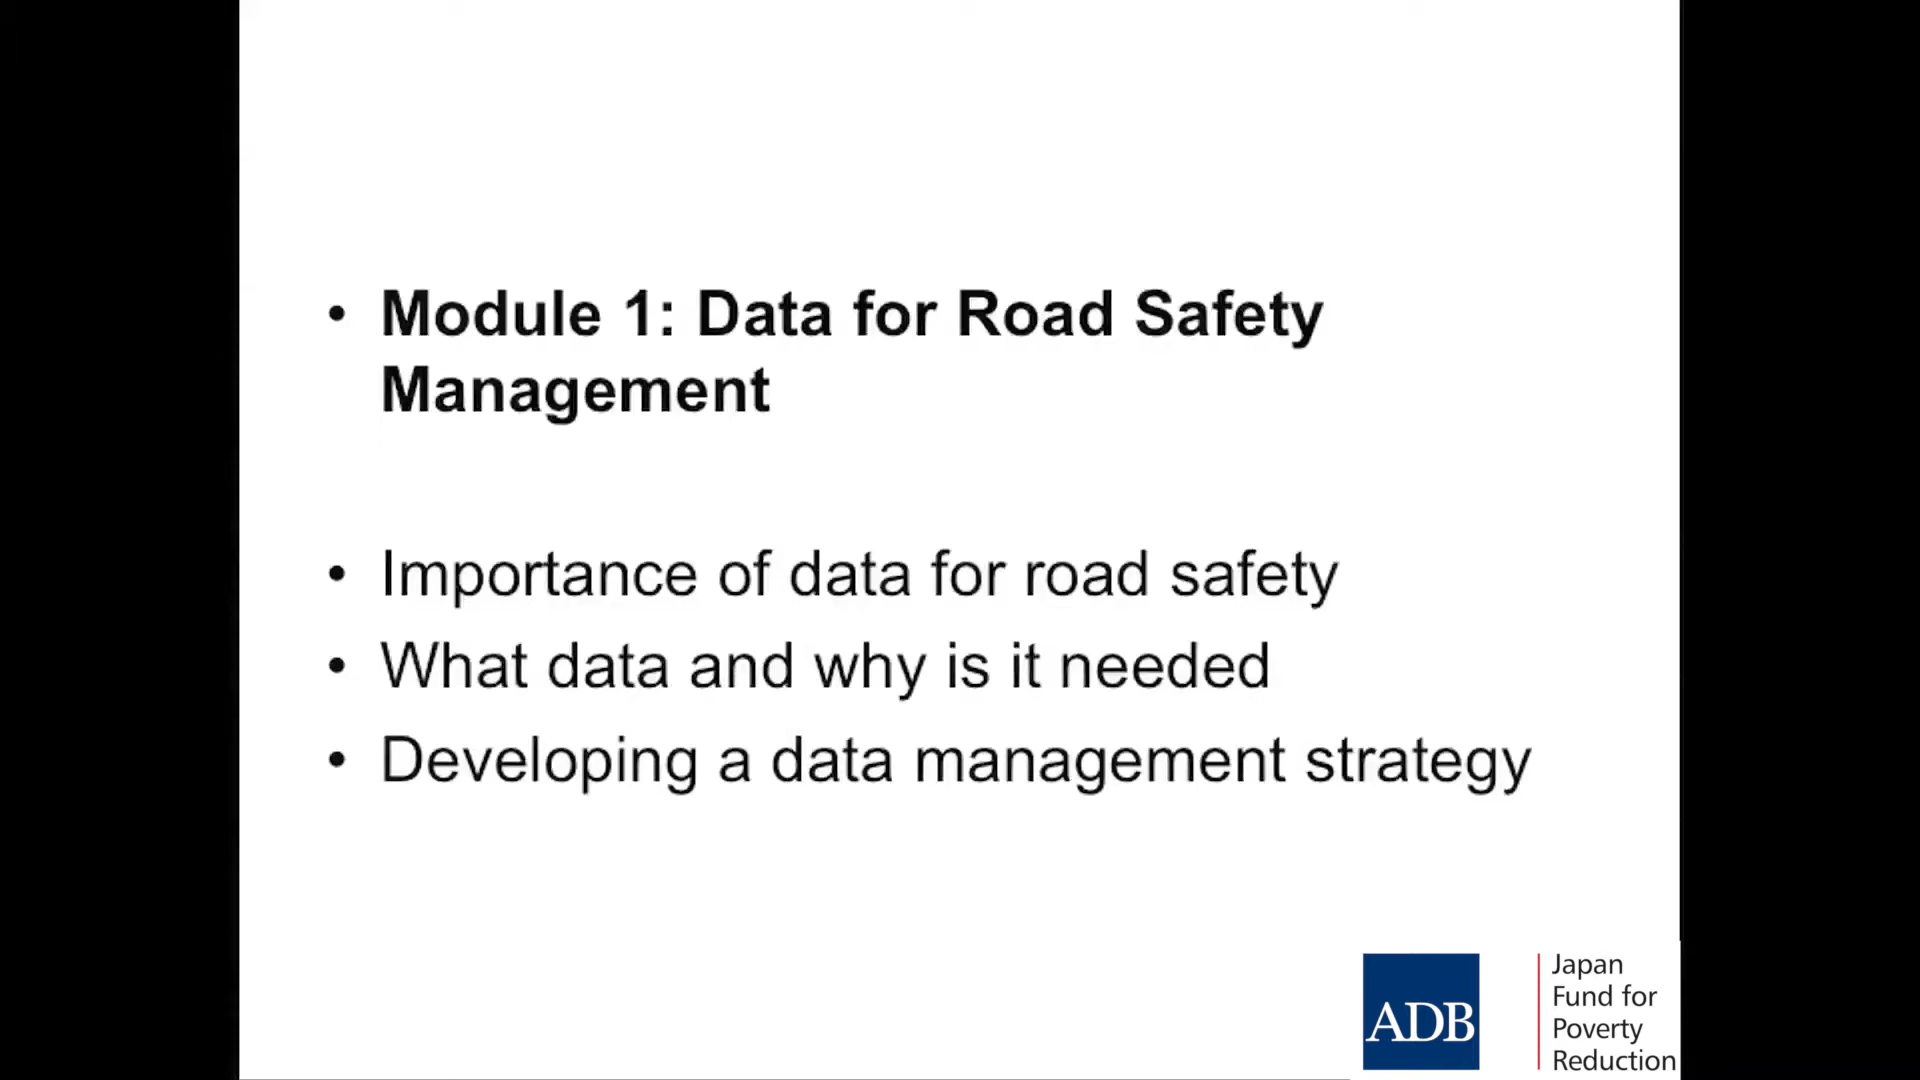 • Module 1: Data for Road Safety
Management
• Importance of data for road safety
• What data and why is it needed
• Developing a data management strategy
ADB
Japan
Fund for
Poverty
Reduction